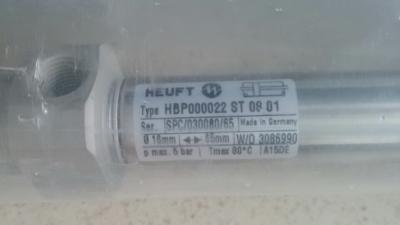 HEUFT
Type HBP000022 ST 08 01
Ser. SPC/030080/65 Made in Germany
Ø 16mm 65mm W/O 3086990
p max. 6 bar Tmax 80°C A15DE